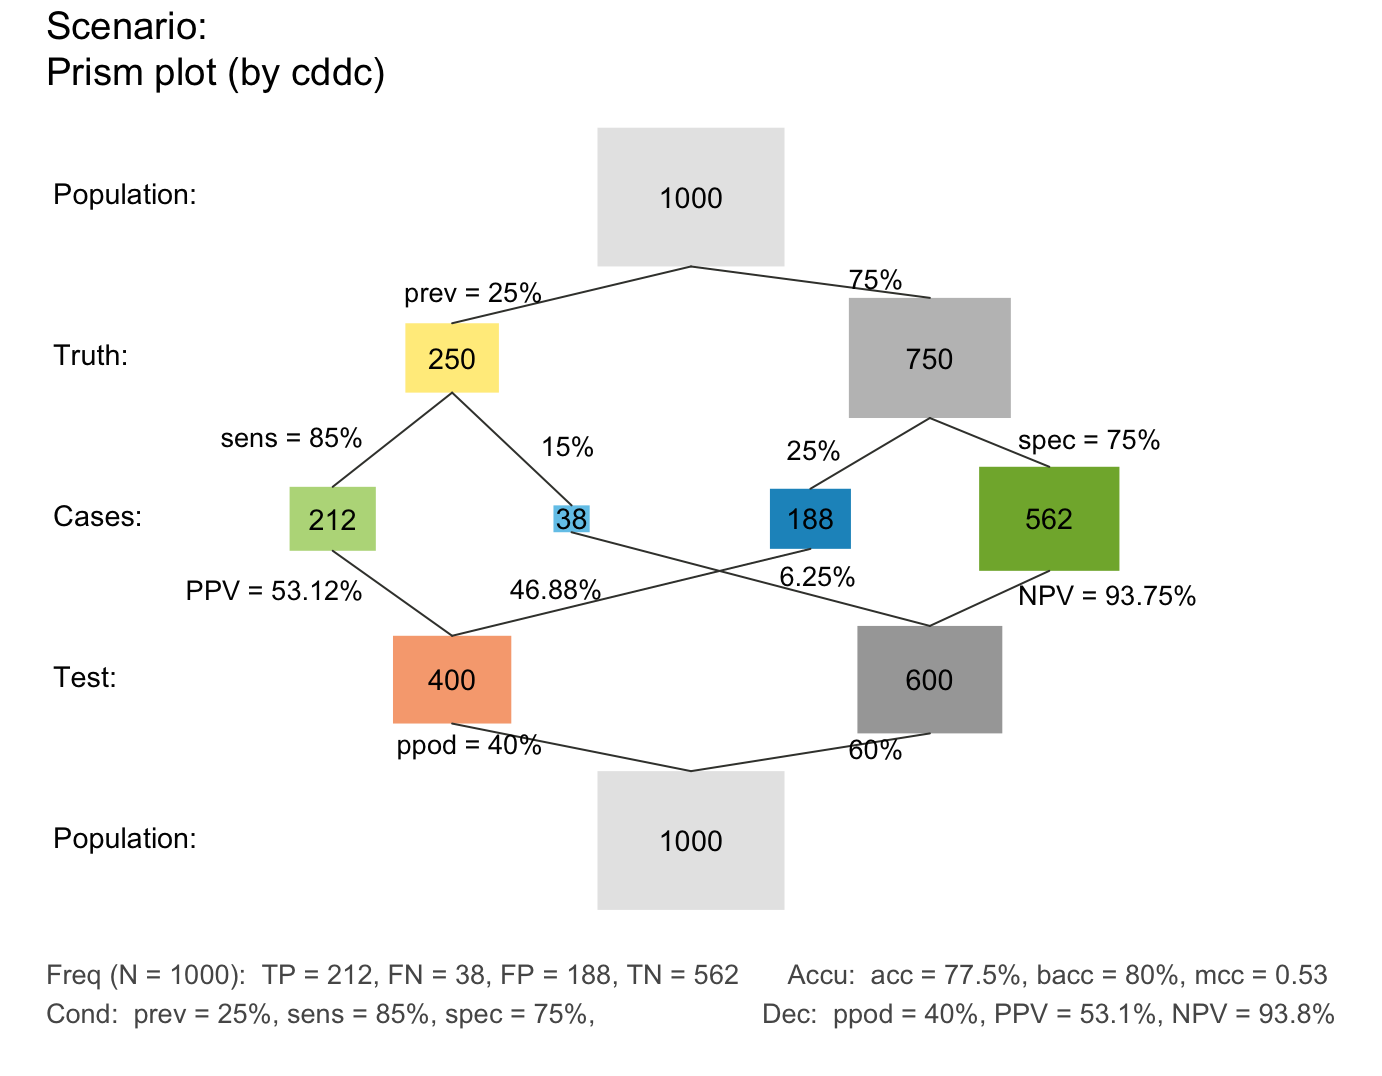 Scenario:
Prism plot (by cddc)
Population:
1000
prev = 25%
75%
Truth:
250
750
sens = 85%
15%
25%
spec = 75%
Cases:
212
38
188
562
PPV = 53.12%
46.88%
6.25%
NPV = 93.75%
Test:
400
600
ppod = 40%
60%
Population:
1000
Freq (N = 1000):  TP = 212, FN = 38, FP = 188, TN = 562
Accu:  acc = 77.5%, bacc = 80%, mcc = 0.53
Cond:  prev = 25%, sens = 85%, spec = 75%,
Dec:  ppod = 40%, PPV = 53.1%, NPV = 93.8%